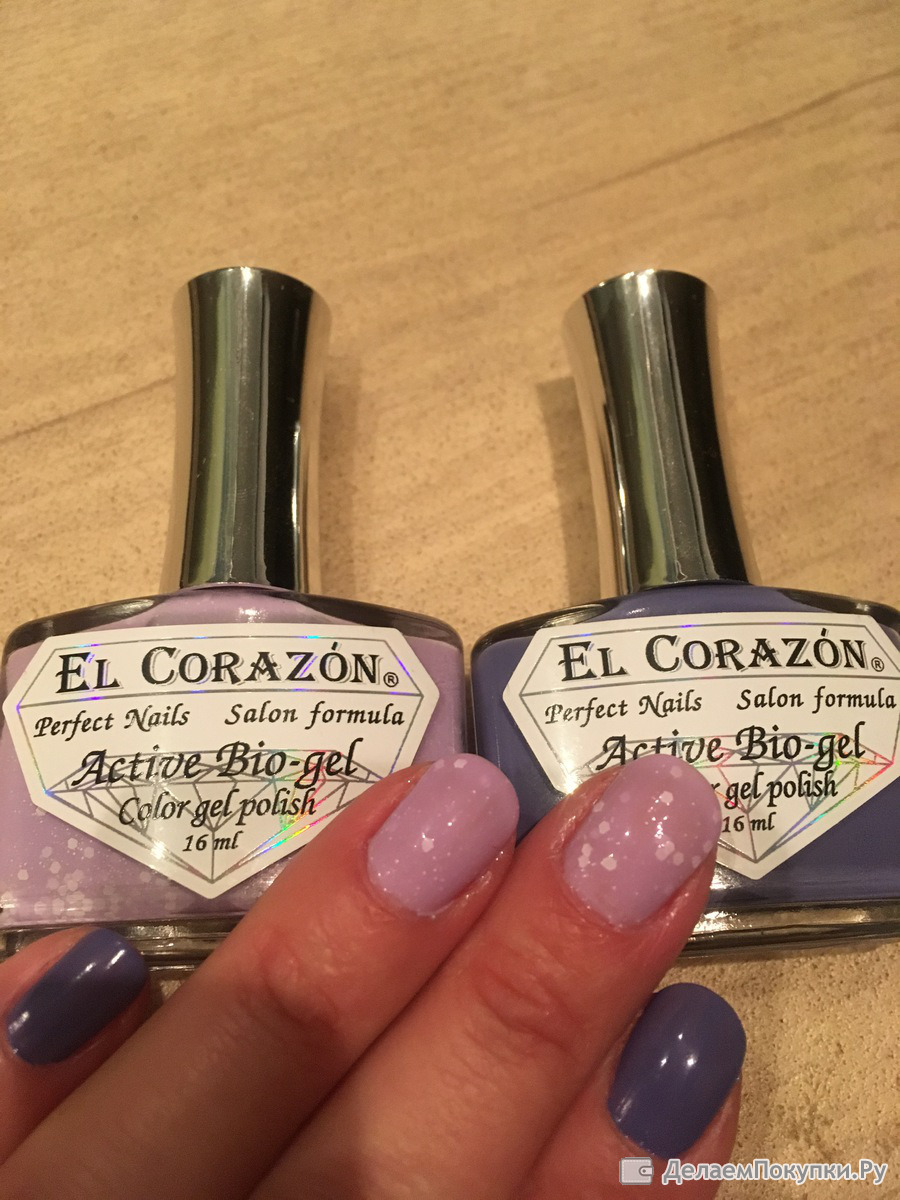 EL CORAZÓN®
Perfect Nails Salon formula
Active Bio-gel
Color gel polish
16 ml
EL CORAZÓN®
Perfect Nails Salon formula
Active Bio-gel
gel polish
16 ml
ДелаемПокупки.Ру